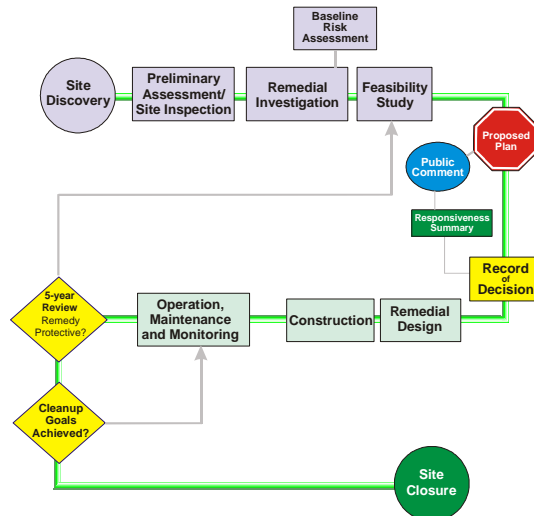 Baseline
Risk
Assessment
Site
Discovery
Preliminary
Assessment/
Site Inspection
Remedial
Investigation
Feasibility
Study
Proposed
Plan
Public
Comment
Responsiveness
Summary
Record
of
Decision
5-year
Review
Remedy
Protective?
Operation,
Maintenance
and Monitoring
Construction
Remedial
Design
Cleanup
Goals
Achieved?
Site
Closure